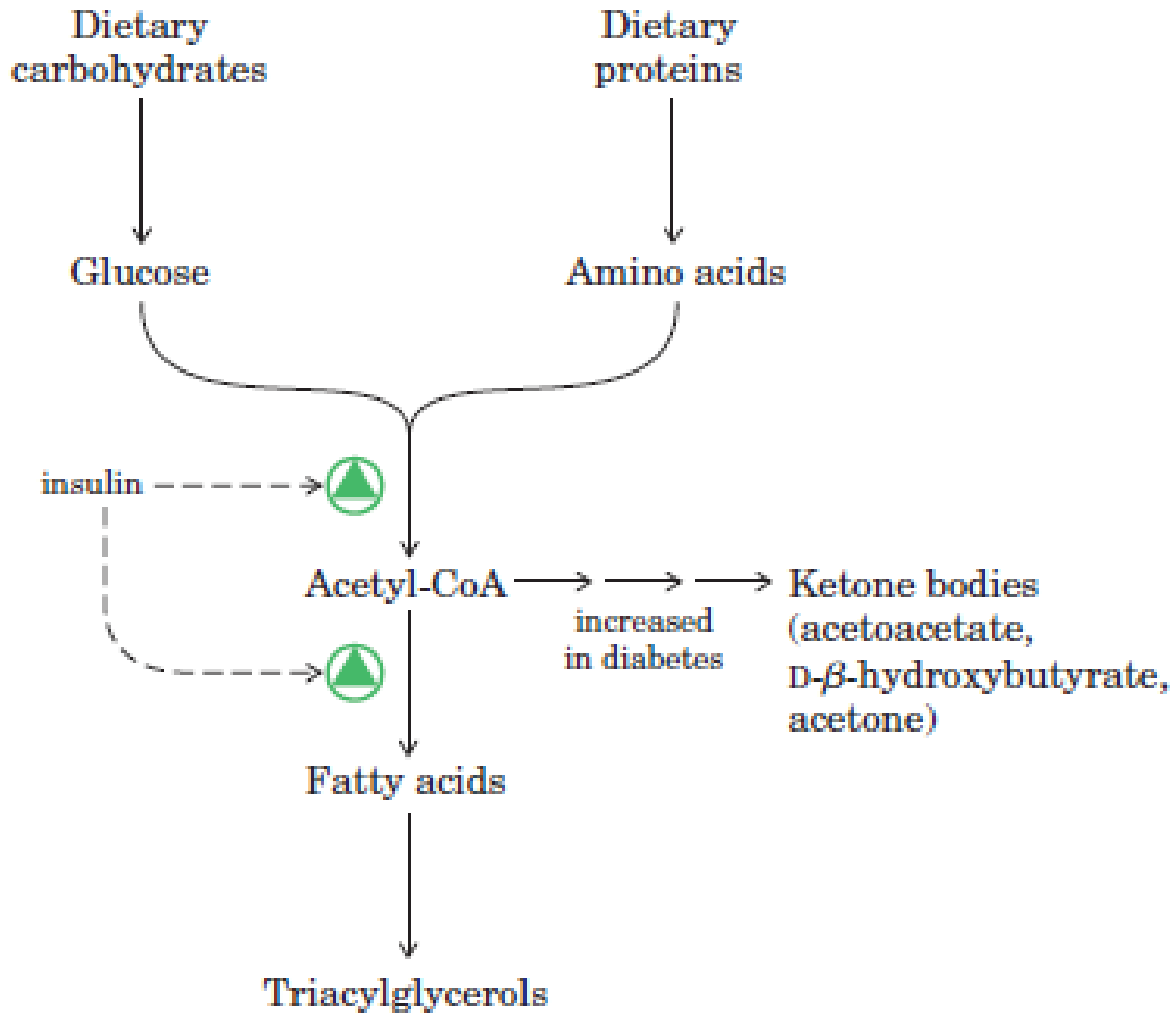 Dietary
carbohydrates
Dietary
proteins
Glucose
Amino acids
insulin
Acetyl-CoA
increased
in diabetes
Ketone bodies
(acetoacetate,
D-β-hydroxybutyrate,
acetone)
Fatty acids
Triacylglycerols